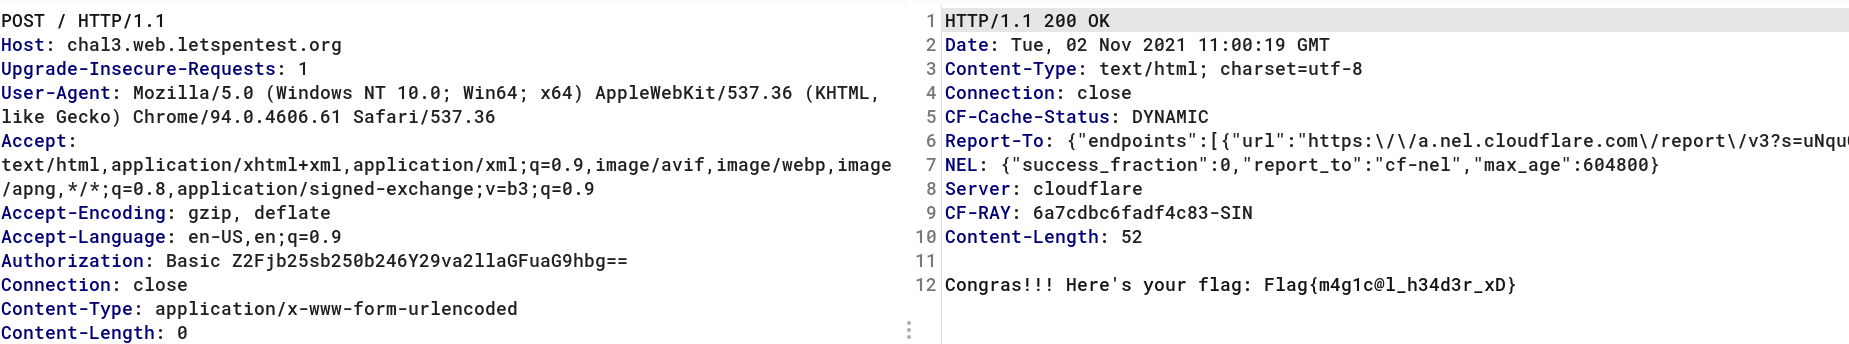 POST / HTTP/1.1
Host: chal3.web.letspentest.org
Upgrade-Insecure-Requests: 1
User-Agent: Mozilla/5.0 (Windows NT 10.0; Win64; x64) AppleWebKit/537.36 (KHTML,
like Gecko) Chrome/94.0.4606.61 Safari/537.36
Accept:
text/html,application/xhtml+xml,application/xml;q=0.9,image/avif,image/webp,image
/apng,*/*;q=0.8,application/signed-exchange;v=b3;q=0.9
Accept-Encoding: gzip, deflate
Accept-Language: en-US,en;q=0.9
Authorization: Basic Z2Fjb25sb250b246Y29va2llaGFuaG9hbg==
Connection: close
Content-Type: application/x-www-form-urlencoded
Content-Length: 0
1 HTTP/1.1 200 OK
2 Date: Tue, 02 Nov 2021 11:00:19 GMT
3 Content-Type: text/html; charset=utf-8
4 Connection: close
5 CF-Cache-Status: DYNAMIC
6 Report-To: {"endpoints":[{"url":"https:\/\/a.nel.cloudflare.com\/report\/v3?s=uNqu
7 NEL: {"success_fraction":0,"report_to":"cf-nel","max_age":604800}
8 Server: cloudflare
9 CF-RAY: 6a7cdbc6fadf4c83-SIN
10 Content-Length: 52
11
12 Congras!!! Here's your flag: Flag{m4g1c@l_h34d3r_xD}